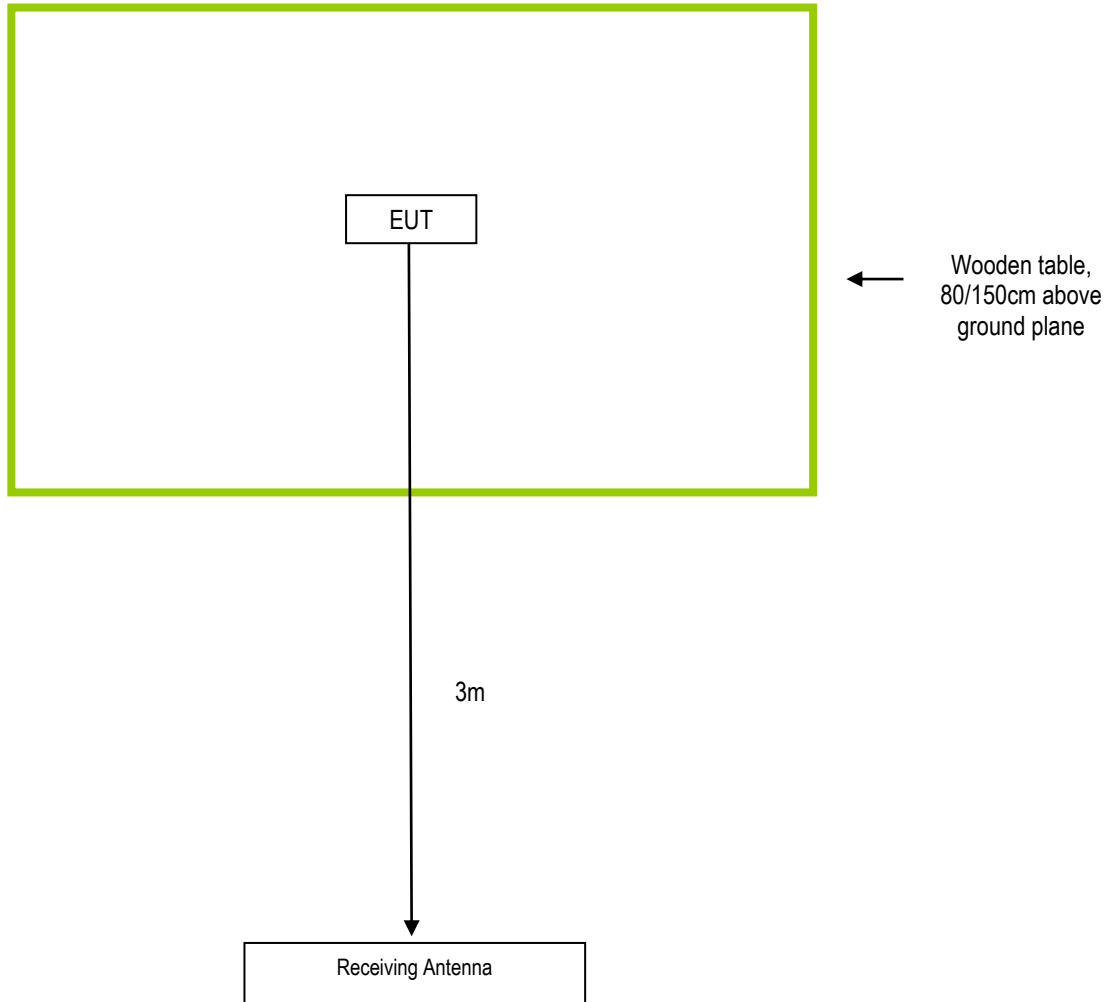 EUT
Wooden table,
80/150cm above
ground plane
3m
Receiving Antenna